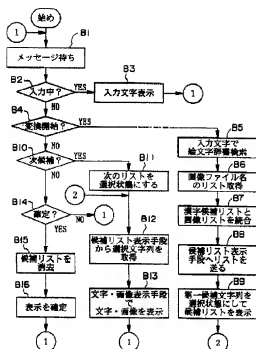 始め
1
B1
メッセージ待ち
B2
入力中?
YES
B3
入力文字表示
1
NO
B4
変換開始?
YES
NO
B5
入力文字で
絵文字辞書検索
B6
画像ファイル名
のリスト取得
B7
漢字候補リストと
画像リストを統合
B8
候補リスト表示
手段へリストを
送る
B9
第一候補文字列を
選択状態にして
候補リストを表示
2
B10
次候補?
YES
NO
B11
次のリストを
選択状態にする
2
B12
候補リスト表示手段
から選択文字列を
取得
B13
文字・画像表示手段で
文字・画像を表示
1
B14
確定?
NO
1
YES
B15
候補リストを
消去
B16
表示を確定
1